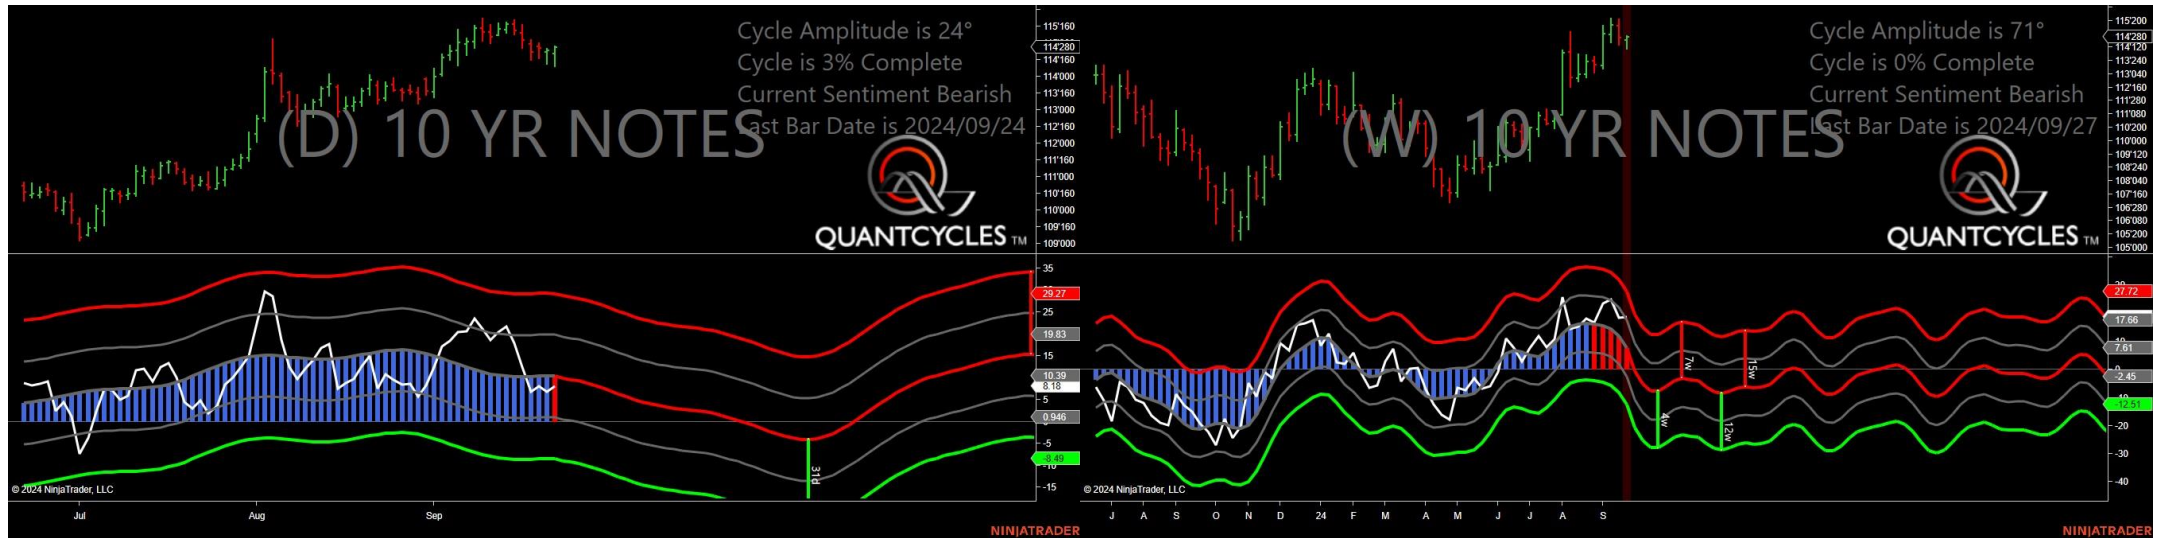 Cycle Amplitude is 24°
Cycle is 3% Complete
Current Sentiment Bearish
Last Bar Date is 2024/09/24
(D) 10 YR NOTES
QUANTCYCLES TM
115'160
114'280
114'160
114'000
113'160
113'000
112'160
112'000
111'160
111'000
110'160
110'000
109'160
109'000
35
29.27
25
19.83
15
10.39
8.18
5
0.946
-5
-8.49
-10
-15
31d
© 2024 NinjaTrader, LLC
Jul Aug Sep
NINJATRADER
Cycle Amplitude is 71°
Cycle is 0% Complete
Current Sentiment Bearish
Last Bar Date is 2024/09/27
(W) 10 YR NOTES
QUANTCYCLES TM
115'200
114'280
114'120
113'240
113'040
112'160
111'280
111'080
110'200
110'000
109'120
108'240
108'040
107'160
106'280
106'080
105'200
105'000
27.72
17.66
7.61
-2.45
-12.51
-20
-30
-40
7w
15w
4w
12w
© 2024 NinjaTrader, LLC
J A S O N D 24 F M A M J J A S
NINJATRADER